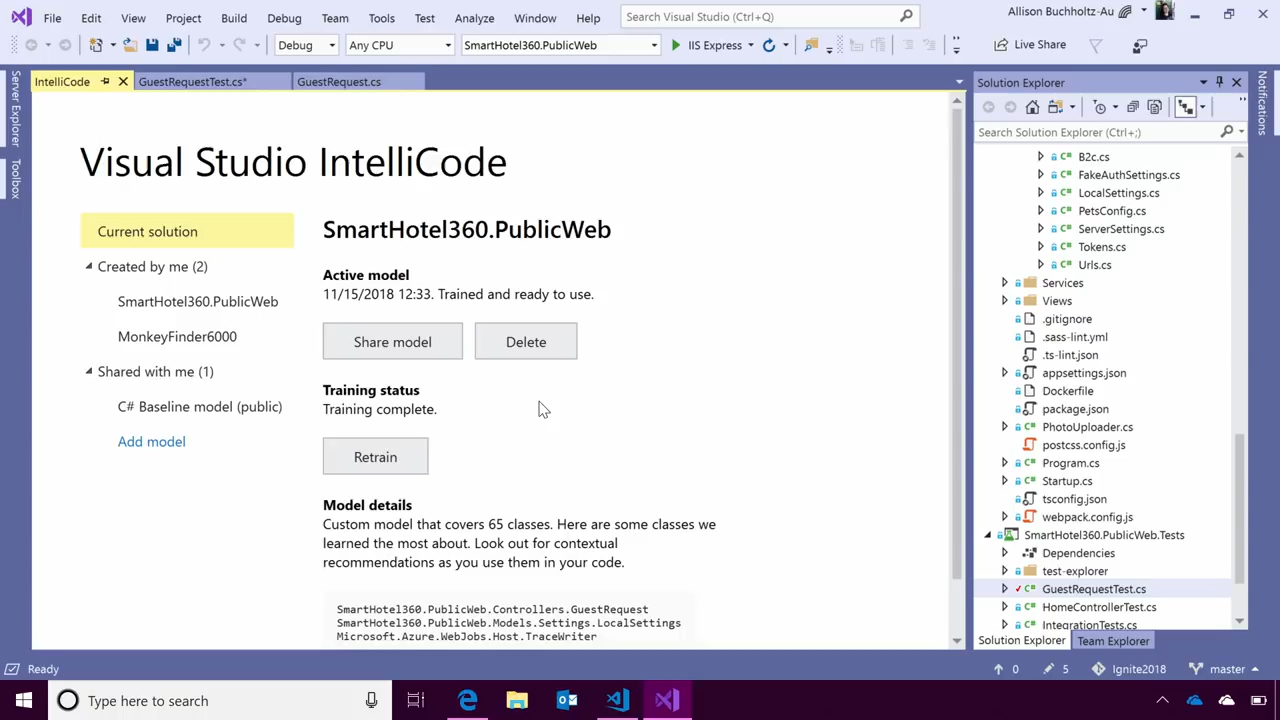 File Edit View Project Build Debug Team Tools Test Analyze Window Help Search Visual Studio (Ctrl+Q) Allison Buchholtz-Au
Debug Any CPU SmartHotel360.PublicWeb IIS Express Live Share
Server Explorer
Toolbox
IntelliCode GuestRequestTest.cs* GuestRequest.cs
Visual Studio IntelliCode
Current solution
Created by me (2)
SmartHotel360.PublicWeb
MonkeyFinder6000
Shared with me (1)
C# Baseline model (public)
Add model
SmartHotel360.PublicWeb
Active model
11/15/2018 12:33. Trained and ready to use.
Share model Delete
Training status
Training complete.
Retrain
Model details
Custom model that covers 65 classes. Here are some classes we
learned the most about. Look out for contextual
recommendations as you use them in your code.
SmartHotel360.PublicWeb.Controllers.GuestRequest
SmartHotel360.PublicWeb.Models.Settings.LocalSettings
Microsoft.Azure.WebJobs.Host.TraceWriter
Solution Explorer
Search Solution Explorer (Ctrl+;)
C# B2c.cs
C# FakeAuthSettings.cs
C# LocalSettings.cs
C# PetsConfig.cs
C# ServerSettings.cs
C# Tokens.cs
C# Urls.cs
Services
Views
.gitignore
.sass-lint.yml
.ts-lint.json
appsettings.json
Dockerfile
package.json
C# PhotoUploader.cs
postcss.config.js
C# Program.cs
C# Startup.cs
tsconfig.json
webpack.config.js
SmartHotel360.PublicWeb.Tests
Dependencies
test-explorer
C# GuestRequestTest.cs
C# HomeControllerTest.cs
C# IntegrationTests.cs
Solution Explorer Team Explorer
Notifications
Ready 0 5 Ignite2018 master
Type here to search